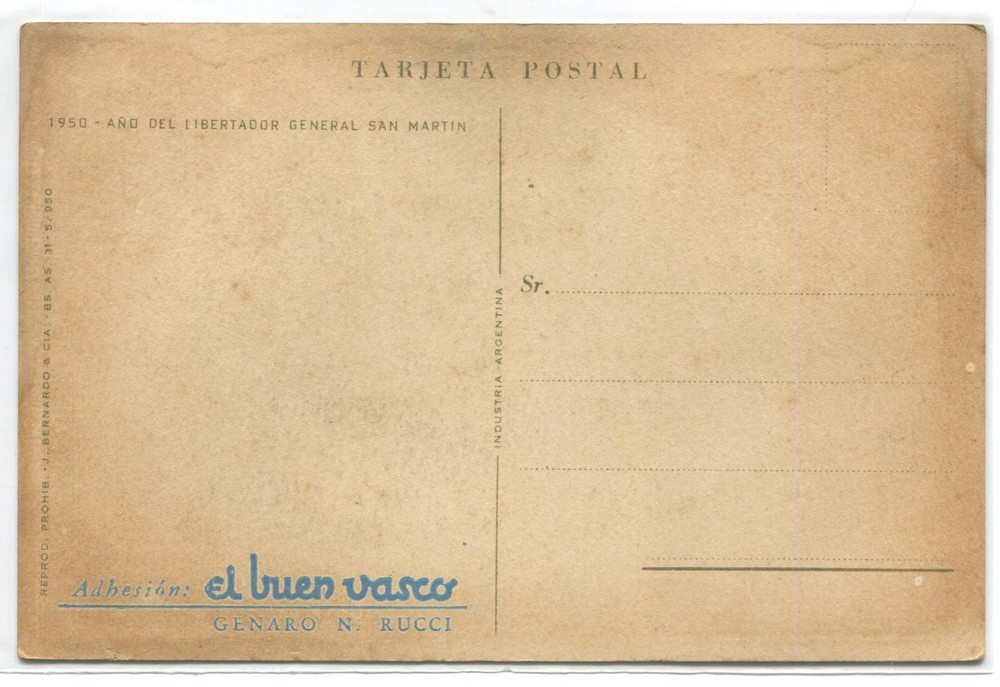 TARJETA POSTAL
1950 - AÑO DEL LIBERTADOR GENERAL SAN MARTIN
REPROD. PROHIB. - J. BERNARDO & CIA. - BS. AS. 31 - 5 / 950
INDUSTRIA ARGENTINA
Sr.
Adhesión: el buen vasco
GENARO N. RUCCI